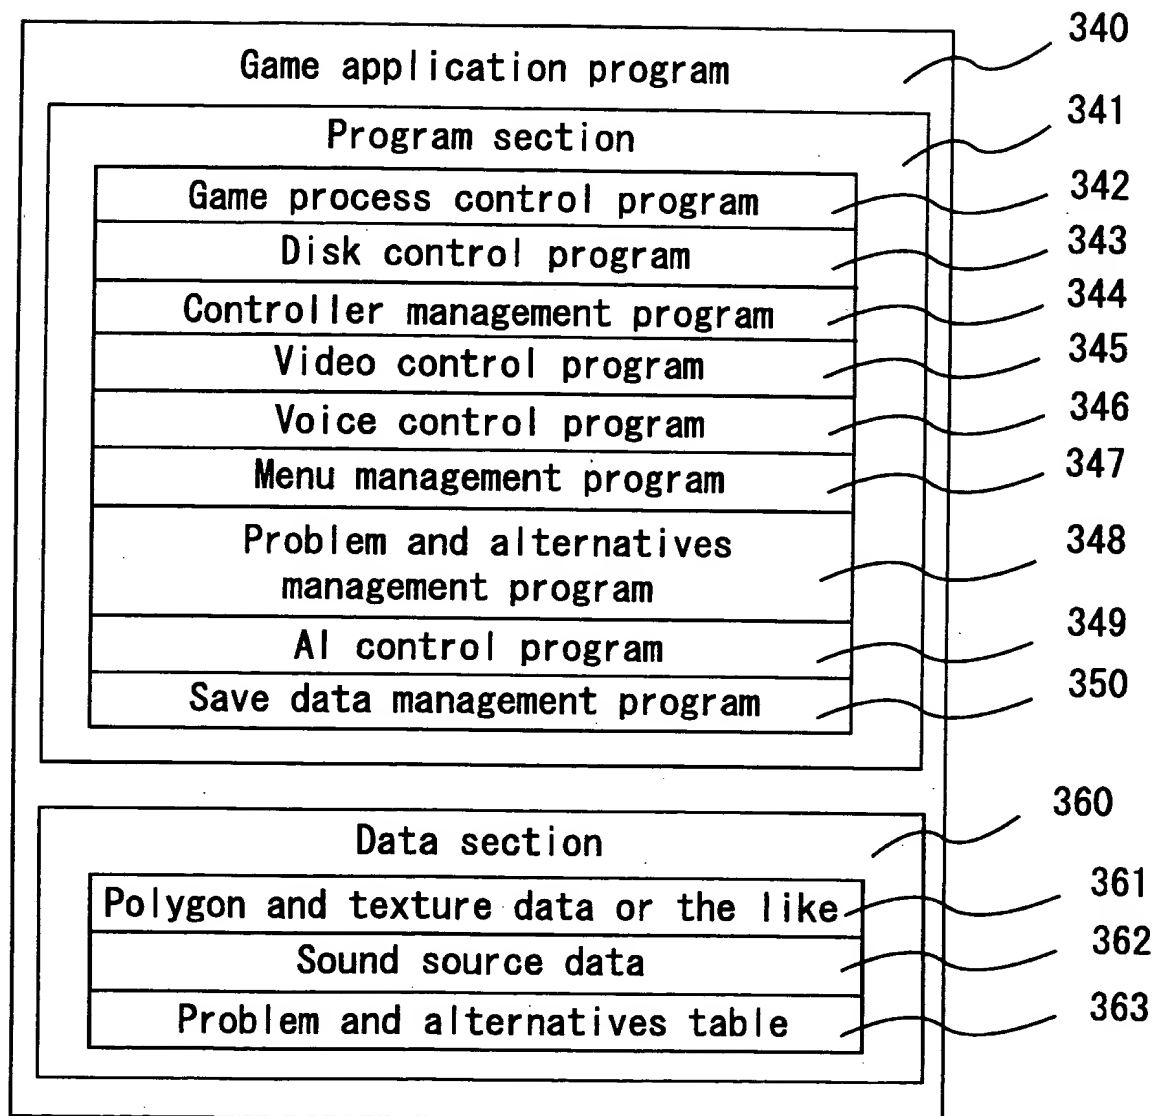 Game application program
340
Program section
341
Game process control program
342
Disk control program
343
Controller management program
344
Video control program
345
Voice control program
346
Menu management program
347
Problem and alternatives
management program
348
AI control program
349
Save data management program
350
Data section
360
Polygon and texture data or the like
361
Sound source data
362
Problem and alternatives table
363